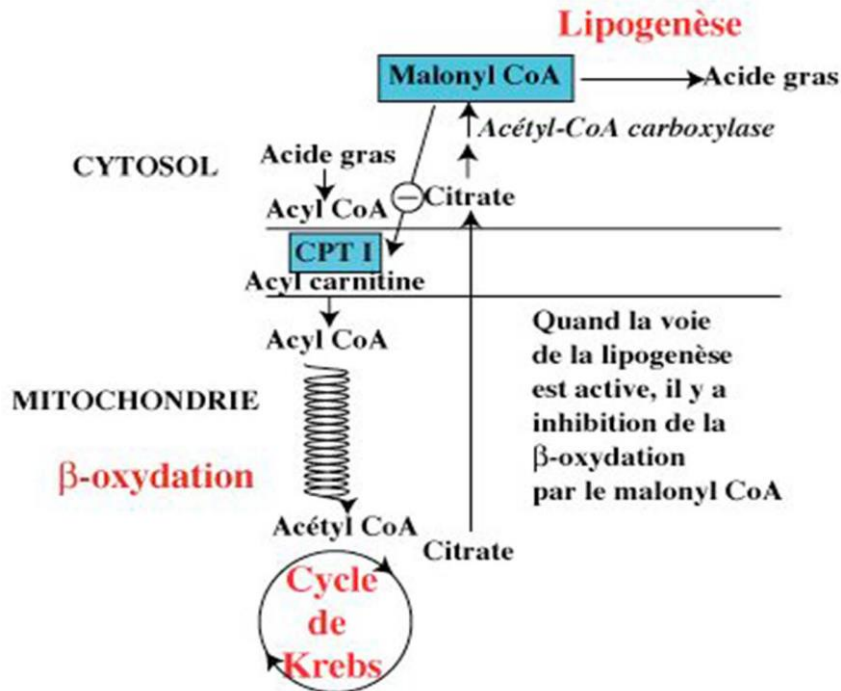 Lipogenèse
Malonyl CoA
Acide gras
Acétyl-CoA carboxylase
CYTOSOL
Acide gras
Acyl CoA
−
Citrate
CPT I
Acyl carnitine
Acyl CoA
Quand la voie
de la lipogenèse
est active, il y a
inhibition de la
β-oxydation
par le malonyl CoA
MITOCHONDRIE
β-oxydation
Acétyl CoA
Citrate
Cycle
de
Krebs